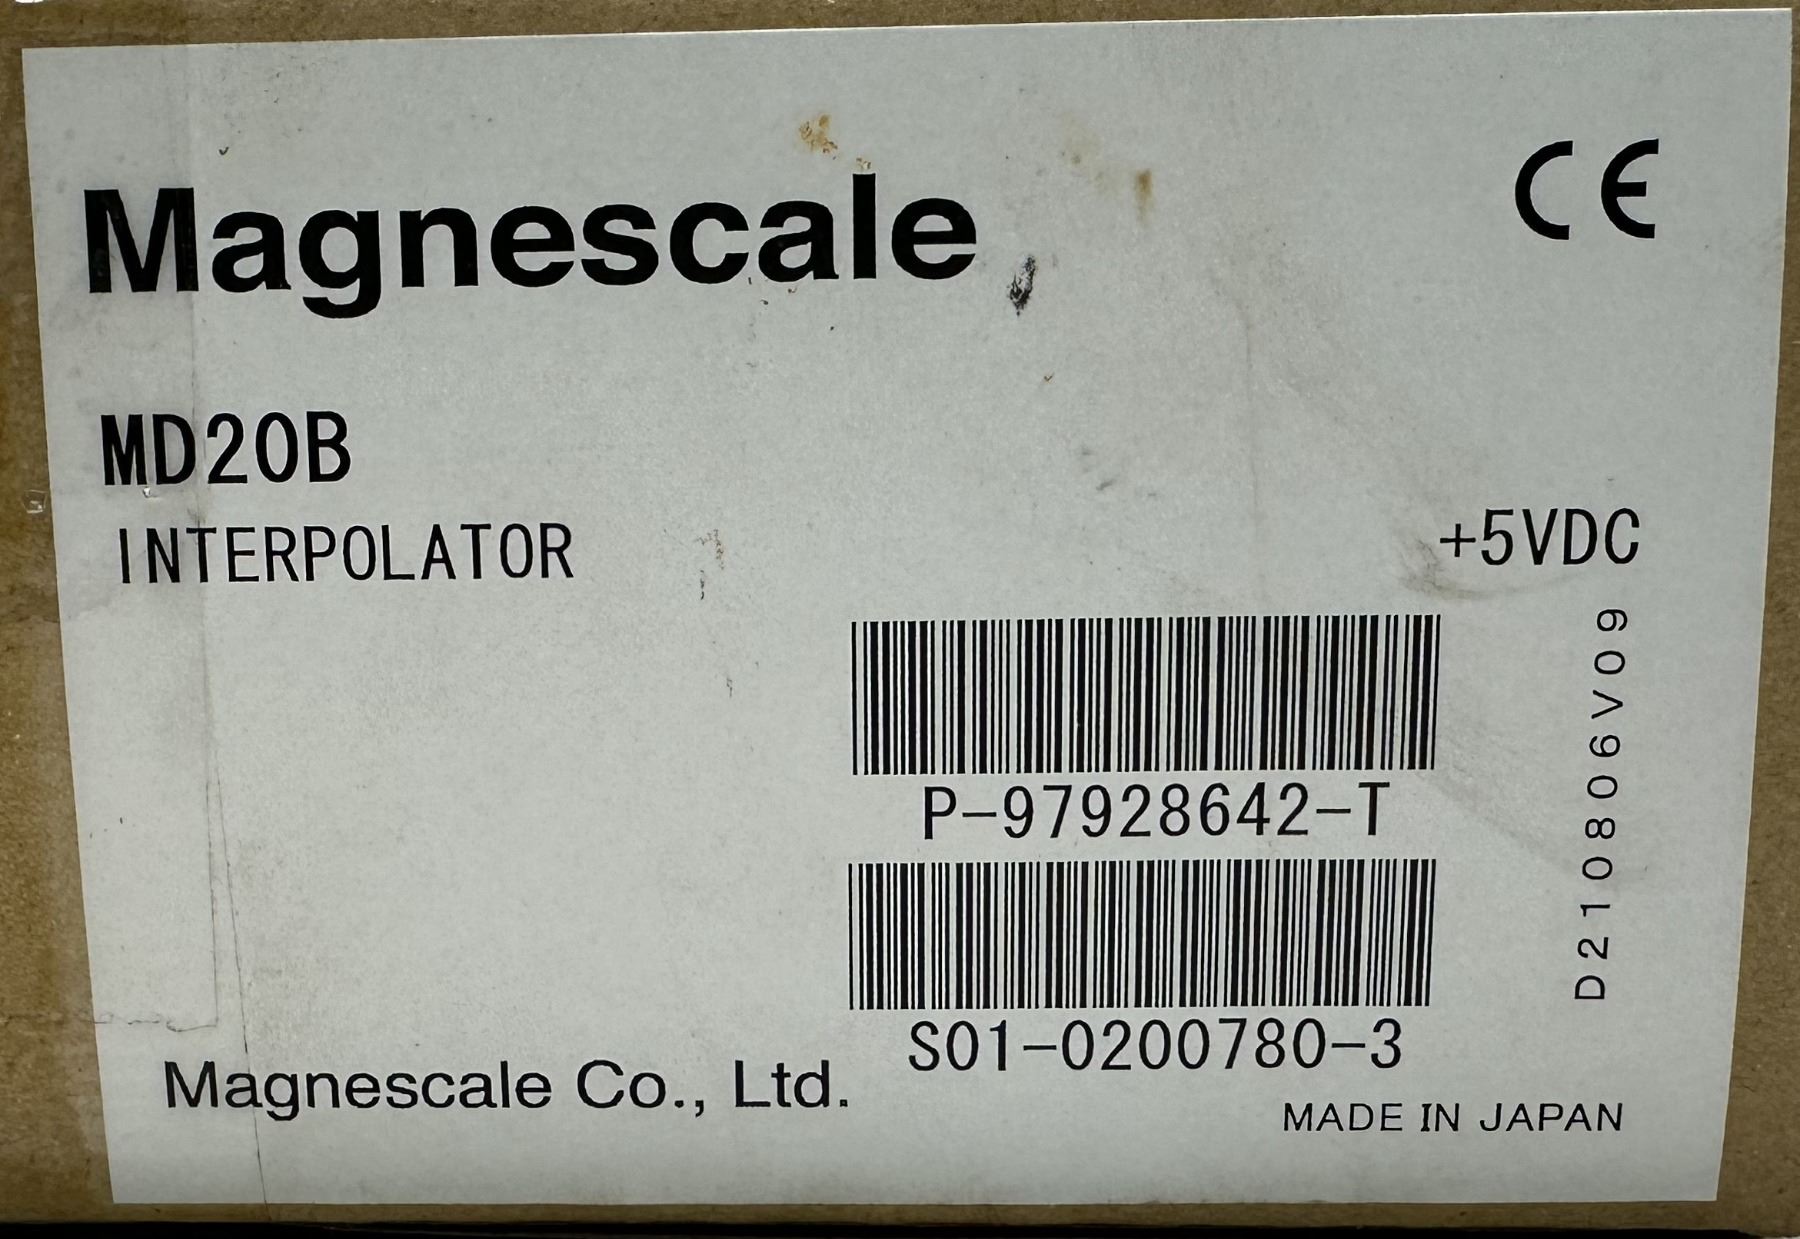 Magnescale
CE
MD20B
INTERPOLATOR
+5VDC
P-97928642-T
S01-0200780-3
D210806V09
Magnescale Co., Ltd.
MADE IN JAPAN